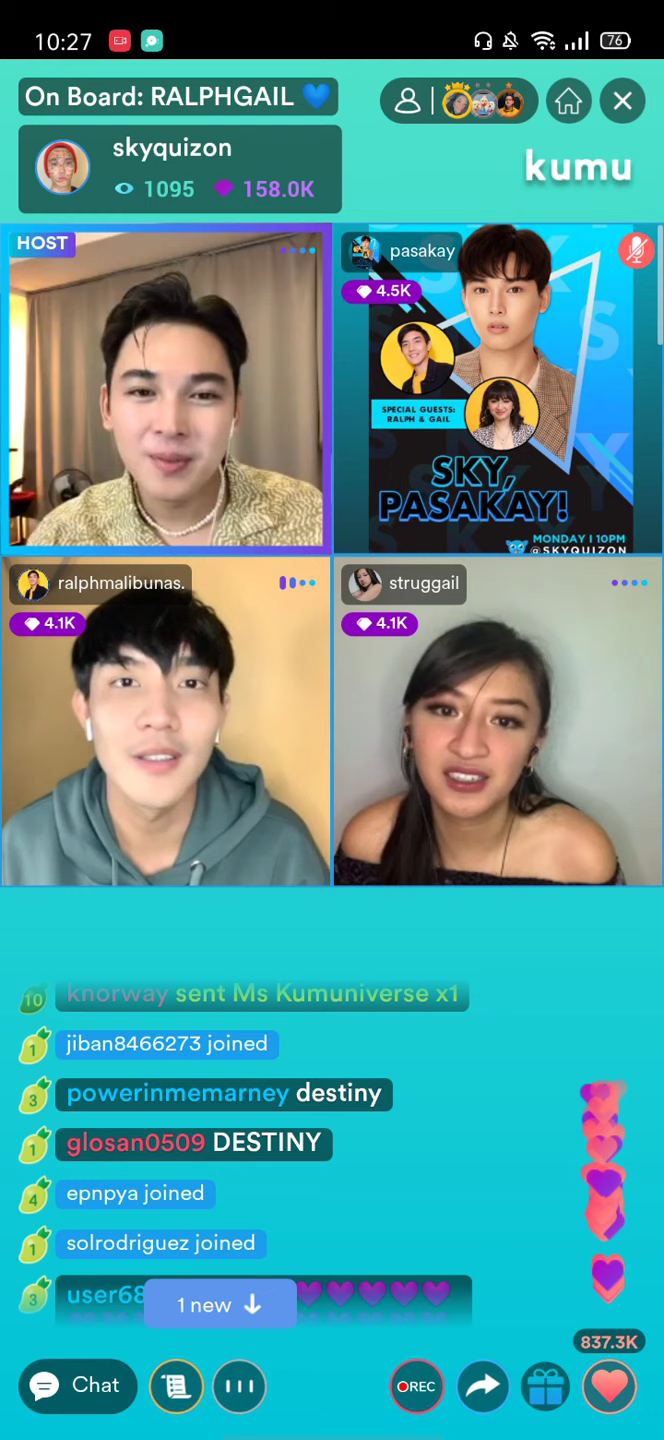 10:27
76
On Board: RALPHGAIL 💙
skyquizon
1095
158.0K
kumu
HOST
pasakay
4.5K
SPECIAL GUESTS:
RALPH & GAIL
SKY,
PASAKAY!
MONDAY | 10PM
@SKYQUIZON
ralphmalibunas.
4.1K
struggail
4.1K
10 knorway sent Ms Kumuniverse x1
1 jiban8466273 joined
3 powerinmemarney destiny
1 glosan0509 DESTINY
4 epnpya joined
1 solrodriguez joined
3 user68 💜💜💜💜💜
1 new ↓
837.3K
Chat
REC